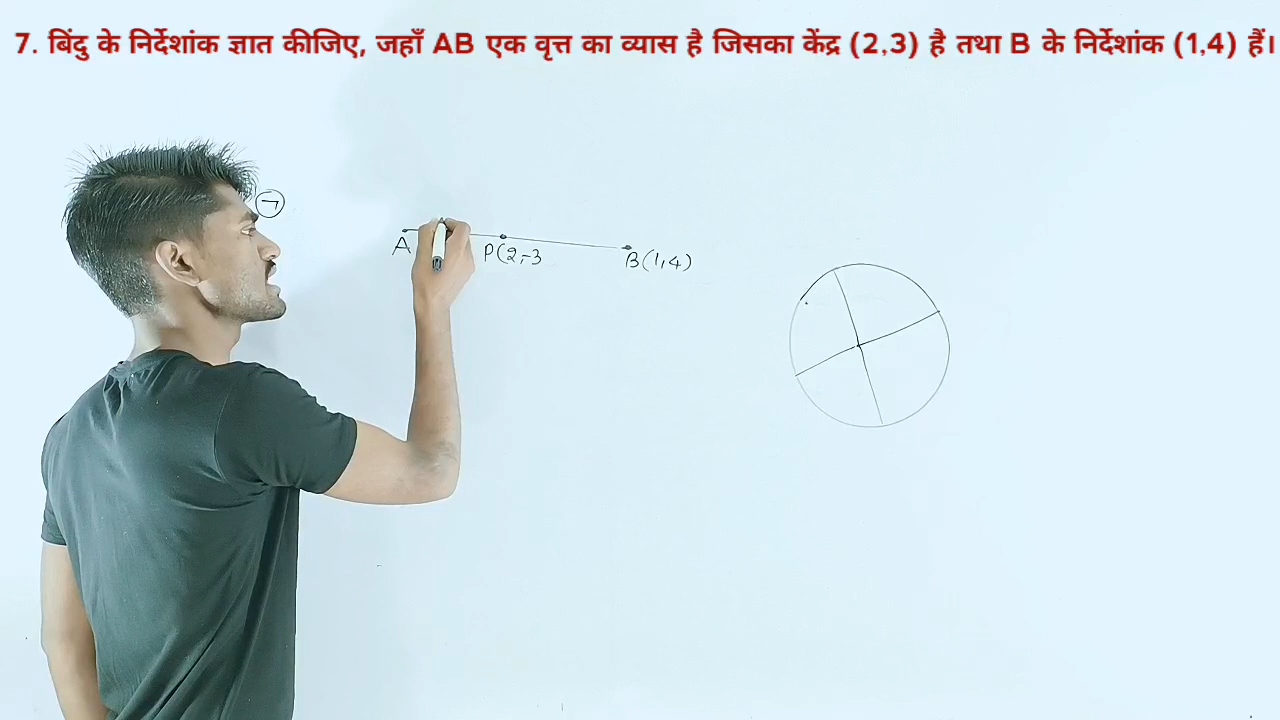 7. बिंदु के निर्देशांक ज्ञात कीजिए, जहाँ AB एक वृत्त का व्यास है जिसका केंद्र (2,3) है तथा B के निर्देशांक (1,4) हैं।
7
A P(2,-3 B(1,4)